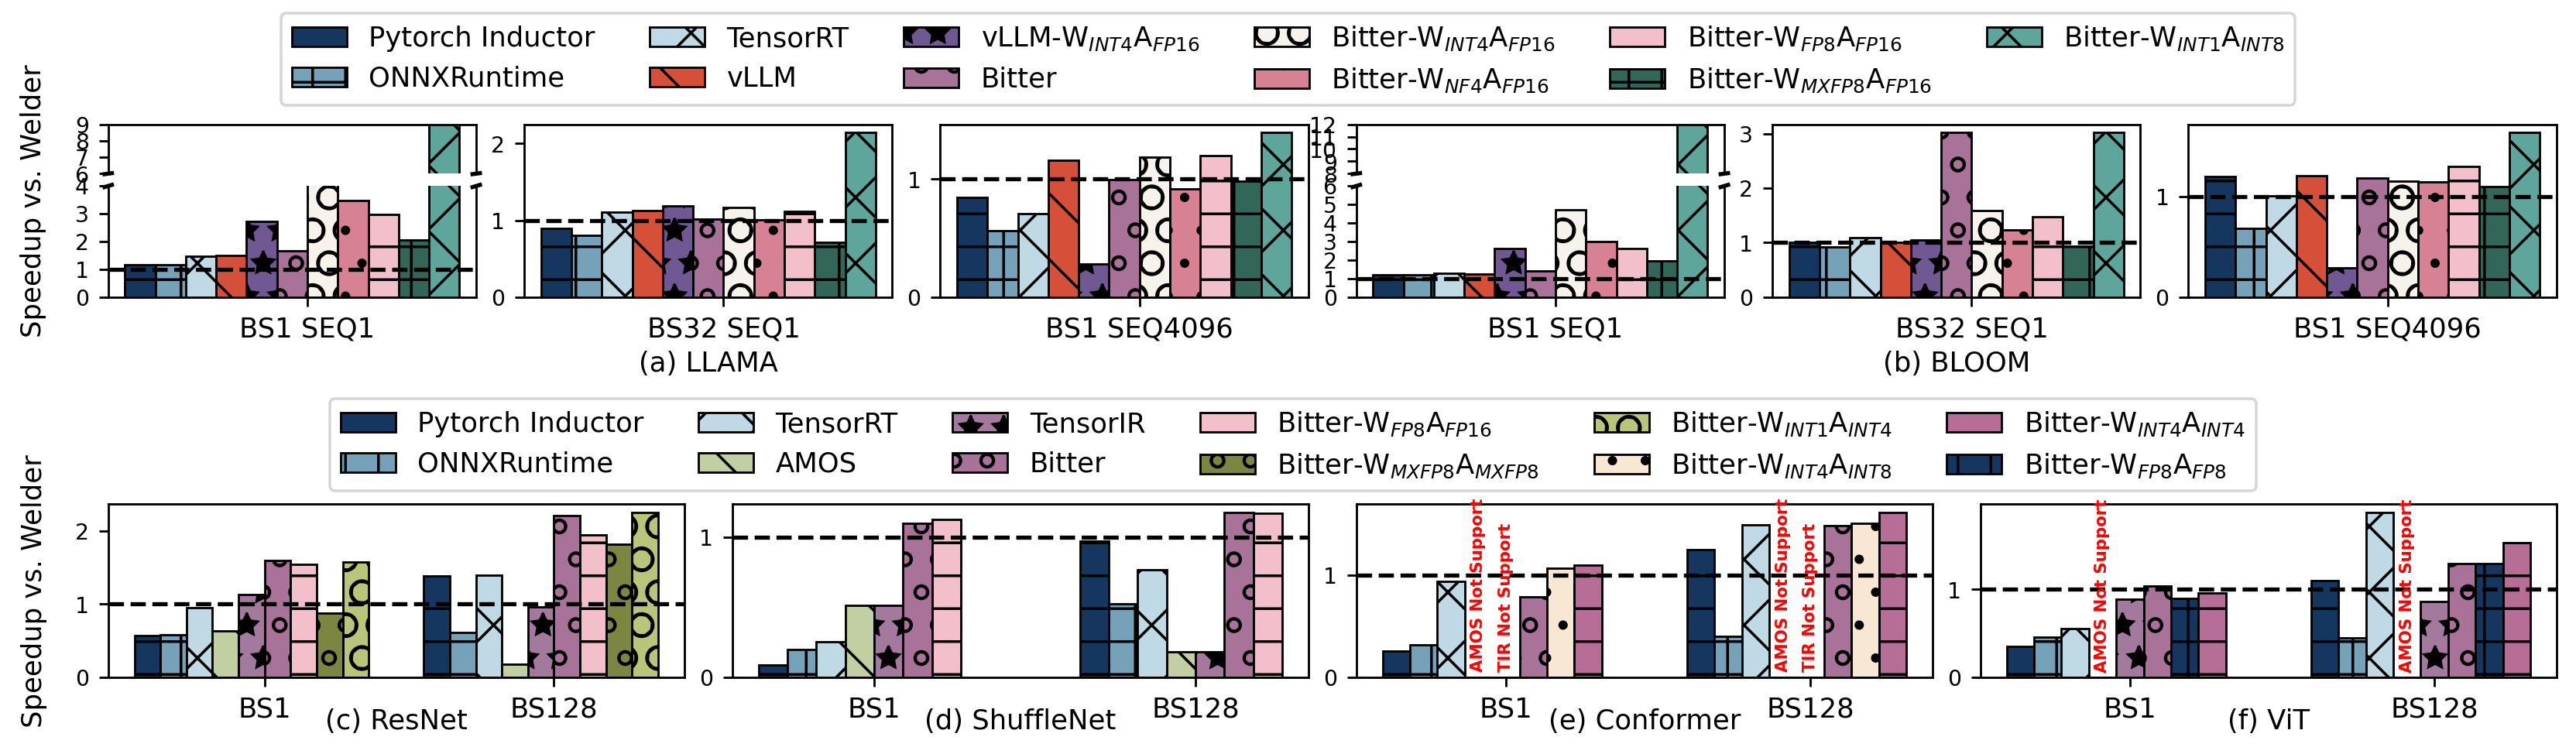 Pytorch Inductor TensorRT vLLM-W_INT4A_FP16 Bitter-W_INT4A_FP16 Bitter-W_FP8A_FP16 Bitter-W_INT1A_INT8
ONNXRuntime vLLM Bitter Bitter-W_NF4A_FP16 Bitter-W_MXFP8A_FP16
Speedup vs. Welder
9
8
7
6
4
3
2
1
0
BS1 SEQ1
2
1
0
BS32 SEQ1
1
0
BS1 SEQ4096
(a) LLAMA
12
11
10
9
8
6
5
4
3
2
1
0
BS1 SEQ1
3
2
1
0
BS32 SEQ1
1
0
BS1 SEQ4096
(b) BLOOM
Pytorch Inductor TensorRT TensorIR Bitter-W_FP8A_FP16 Bitter-W_INT1A_INT4 Bitter-W_INT4A_INT4
ONNXRuntime AMOS Bitter Bitter-W_MXFP8A_MXFP8 Bitter-W_INT4A_INT8 Bitter-W_FP8A_FP8
Speedup vs. Welder
2
1
0
BS1 BS128
(c) ResNet
1
0
BS1 BS128
(d) ShuffleNet
1
0
AMOS Not Support
TIR Not Support
AMOS Not Support
TIR Not Support
BS1 BS128
(e) Conformer
1
0
AMOS Not Support
AMOS Not Support
BS1 BS128
(f) ViT